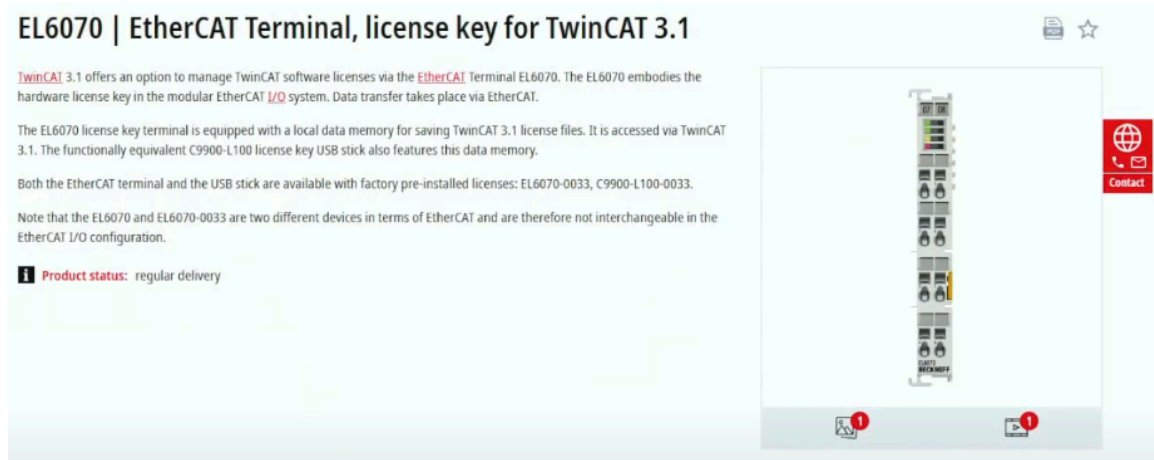 EL6070 | EtherCAT Terminal, license key for TwinCAT 3.1
PDF
TwinCAT 3.1 offers an option to manage TwinCAT software licenses via the EtherCAT Terminal EL6070. The EL6070 embodies the
hardware license key in the modular EtherCAT I/O system. Data transfer takes place via EtherCAT.
The EL6070 license key terminal is equipped with a local data memory for saving TwinCAT 3.1 license files. It is accessed via TwinCAT
3.1. The functionally equivalent C9900-L100 license key USB stick also features this data memory.
Both the EtherCAT terminal and the USB stick are available with factory pre-installed licenses: EL6070-0033, C9900-L100-0033.
Note that the EL6070 and EL6070-0033 are two different devices in terms of EtherCAT and are therefore not interchangeable in the
EtherCAT I/O configuration.
i Product status: regular delivery
07 08
EL6070
BECKHOFF
Contact
1
1